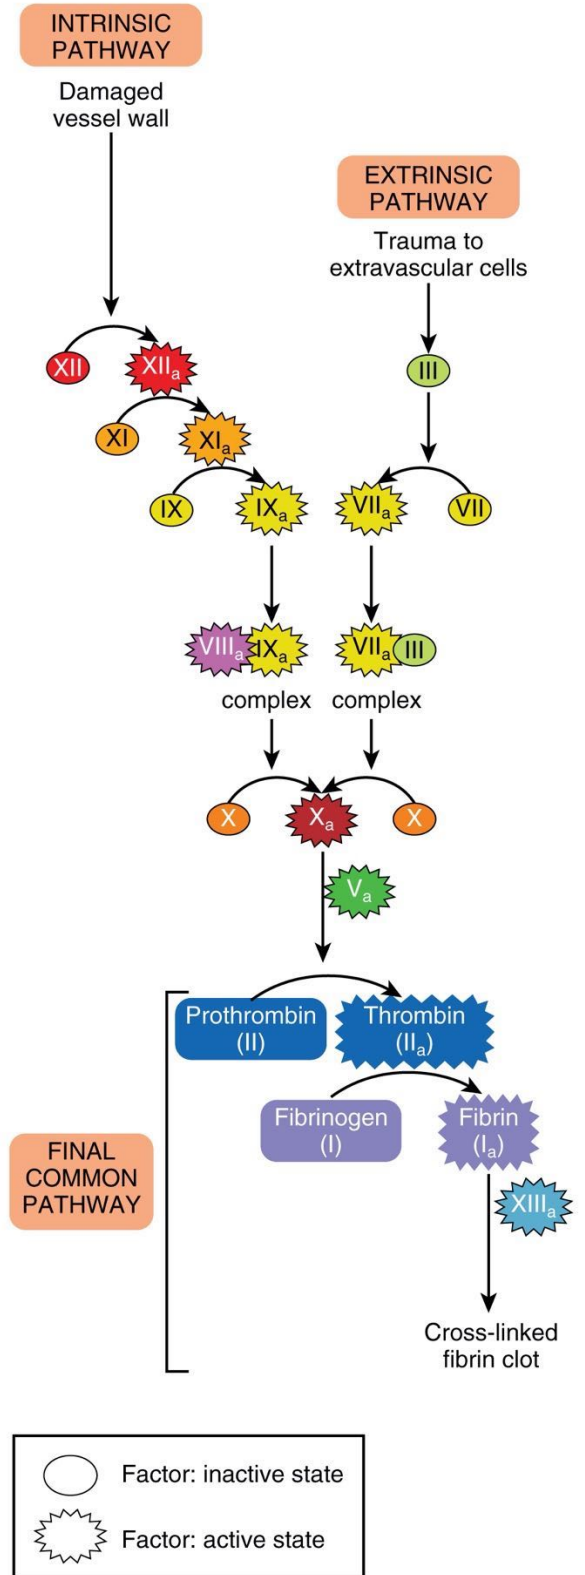 INTRINSIC
PATHWAY
Damaged
vessel wall
EXTRINSIC
PATHWAY
Trauma to
extravascular cells
XII
XIIa
III
XI
XIa
IX
IXa
VIIa
VII
VIIIa
IXa
VIIa
III
complex
complex
X
Xa
X
Va
Prothrombin
(II)
Thrombin
(IIa)
Fibrinogen
(I)
Fibrin
(Ia)
FINAL
COMMON
PATHWAY
XIIIa
Cross-linked
fibrin clot
Factor: inactive state
Factor: active state